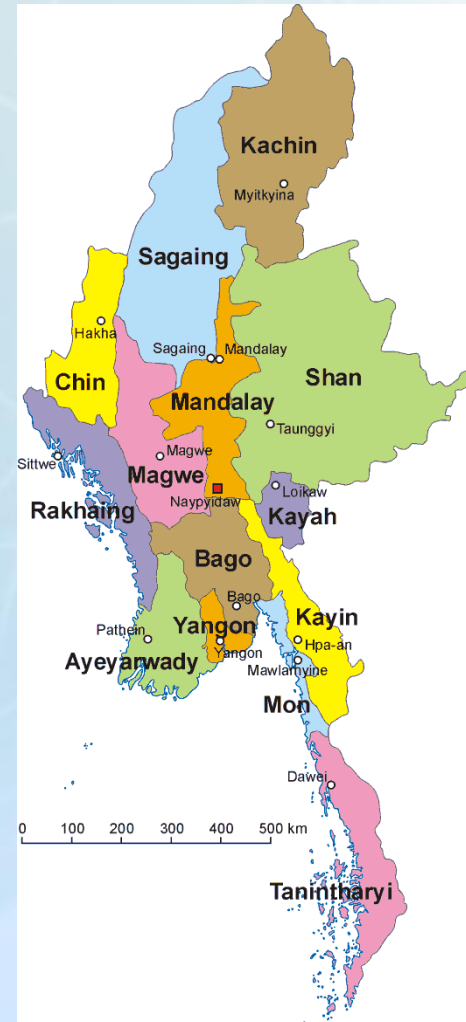 Kachin
Myitkyina
Sagaing
Hakha
Sagaing
Mandalay
Chin
Shan
Mandalay
Taunggyi
Sittwe
Magwe
Magwe
Loikaw
Naypyidaw
Rakhaing
Kayah
Bago
Bago
Kayin
Pathein
Yangon
Hpa-an
Yangon
Ayeyarwady
Mawlamyine
Mon
Dawei
0 100 200 300 400 500 km
Tanintharyi